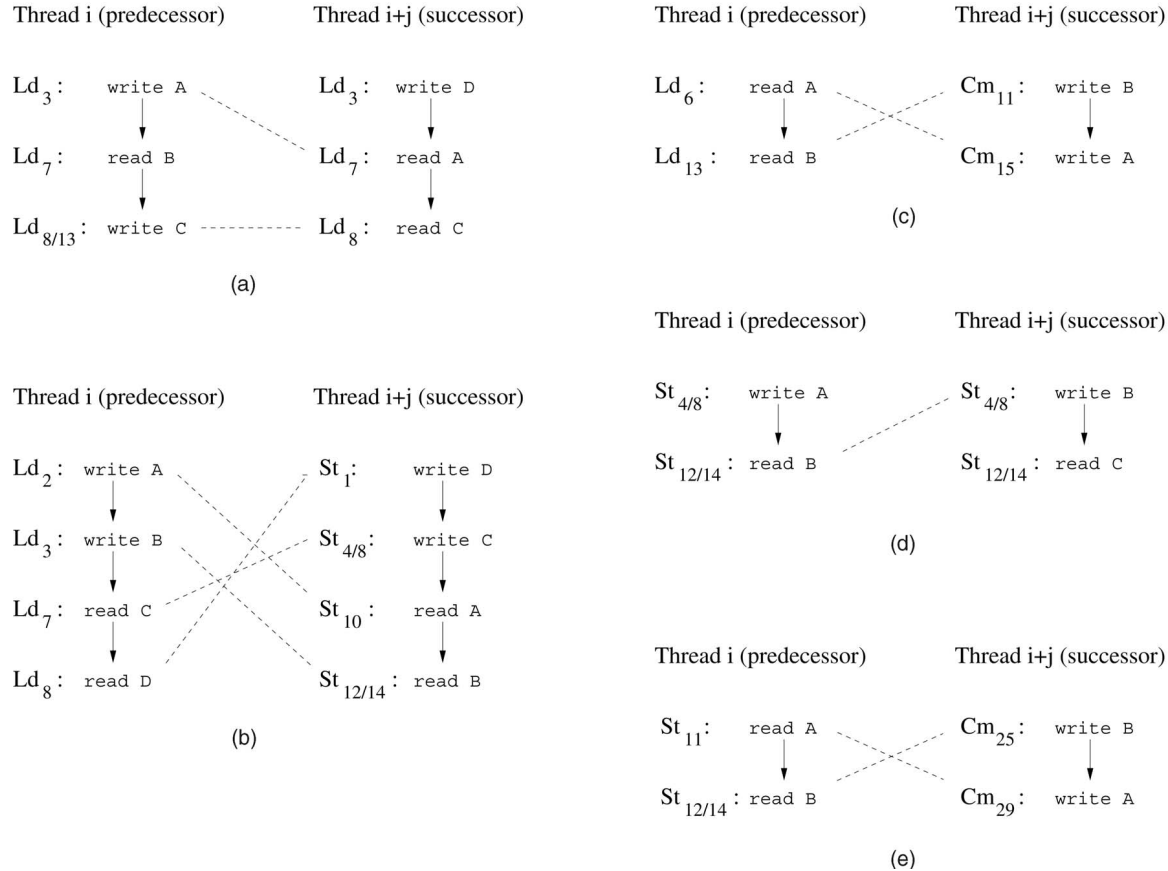 Thread i (predecessor) Thread i+j (successor)
Ld3: write A Ld3: write D
Ld7: read B Ld7: read A
Ld8/13: write C Ld8: read C
(a)
Thread i (predecessor) Thread i+j (successor)
Ld2: write A St1: write D
Ld3: write B St4/8: write C
Ld7: read C St10: read A
Ld8: read D St12/14: read B
(b)
Thread i (predecessor) Thread i+j (successor)
Ld6: read A Cm11: write B
Ld13: read B Cm15: write A
(c)
Thread i (predecessor) Thread i+j (successor)
St4/8: write A St4/8: write B
St12/14: read B St12/14: read C
(d)
Thread i (predecessor) Thread i+j (successor)
St11: read A Cm25: write B
St12/14: read B Cm29: write A
(e)